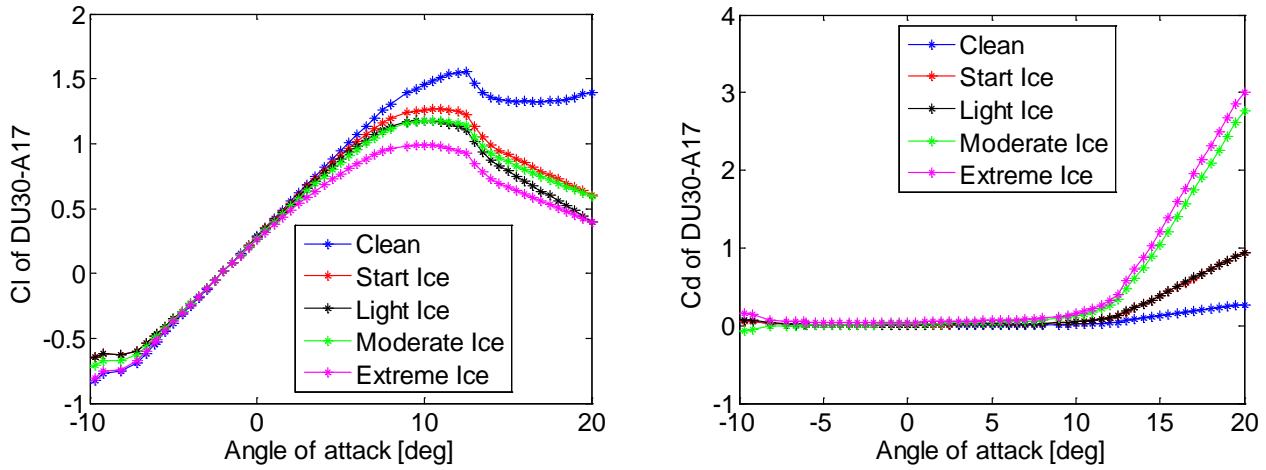 2
1.5
1
0.5
0
-0.5
-1
Cl of DU30-A17
-10
0
10
20
Angle of attack [deg]
Clean
Start Ice
Light Ice
Moderate Ice
Extreme Ice
4
3
2
1
0
-1
Cd of DU30-A17
-10
-5
0
5
10
15
20
Angle of attack [deg]
Clean
Start Ice
Light Ice
Moderate Ice
Extreme Ice